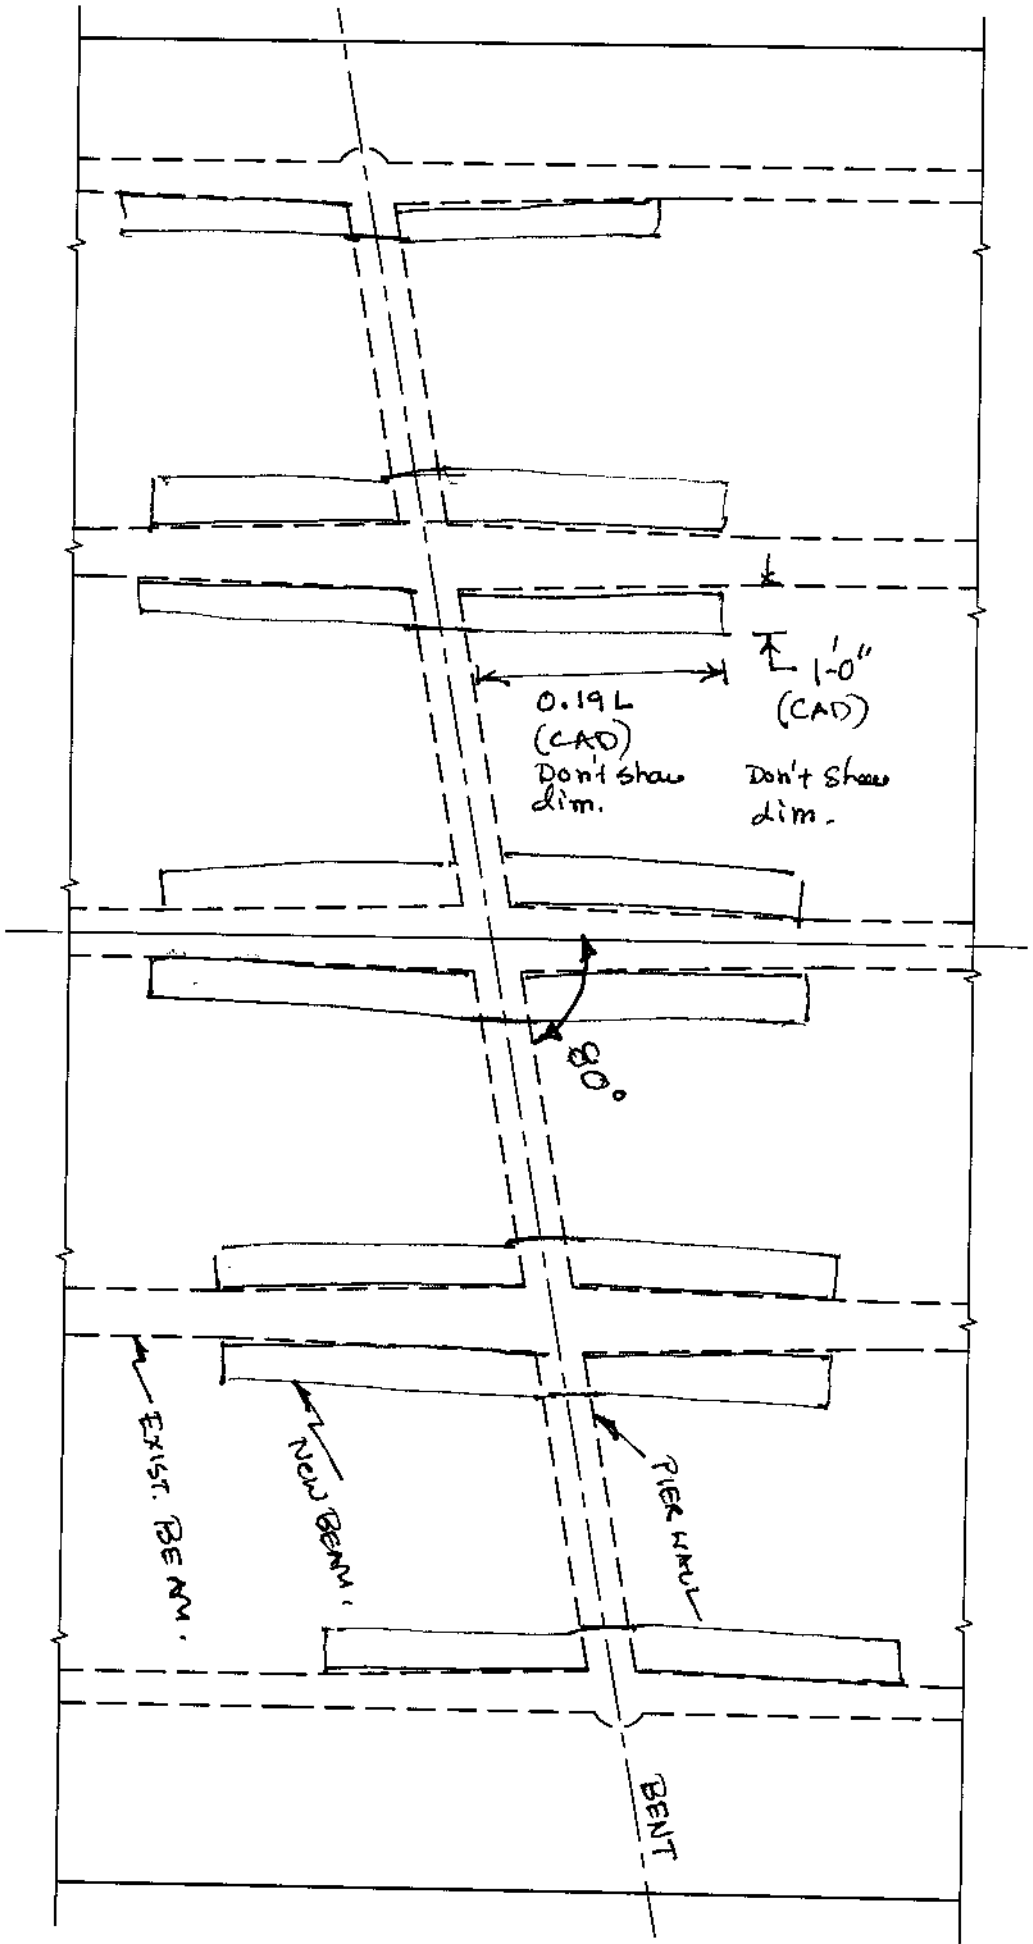 1'-0"
(CAD)
0.19 L
(CAD)
Don't show
dim.
Don't show
dim.
80°
EXIST. BEAM.
NEW BEAM.
PIER WALL
BENT